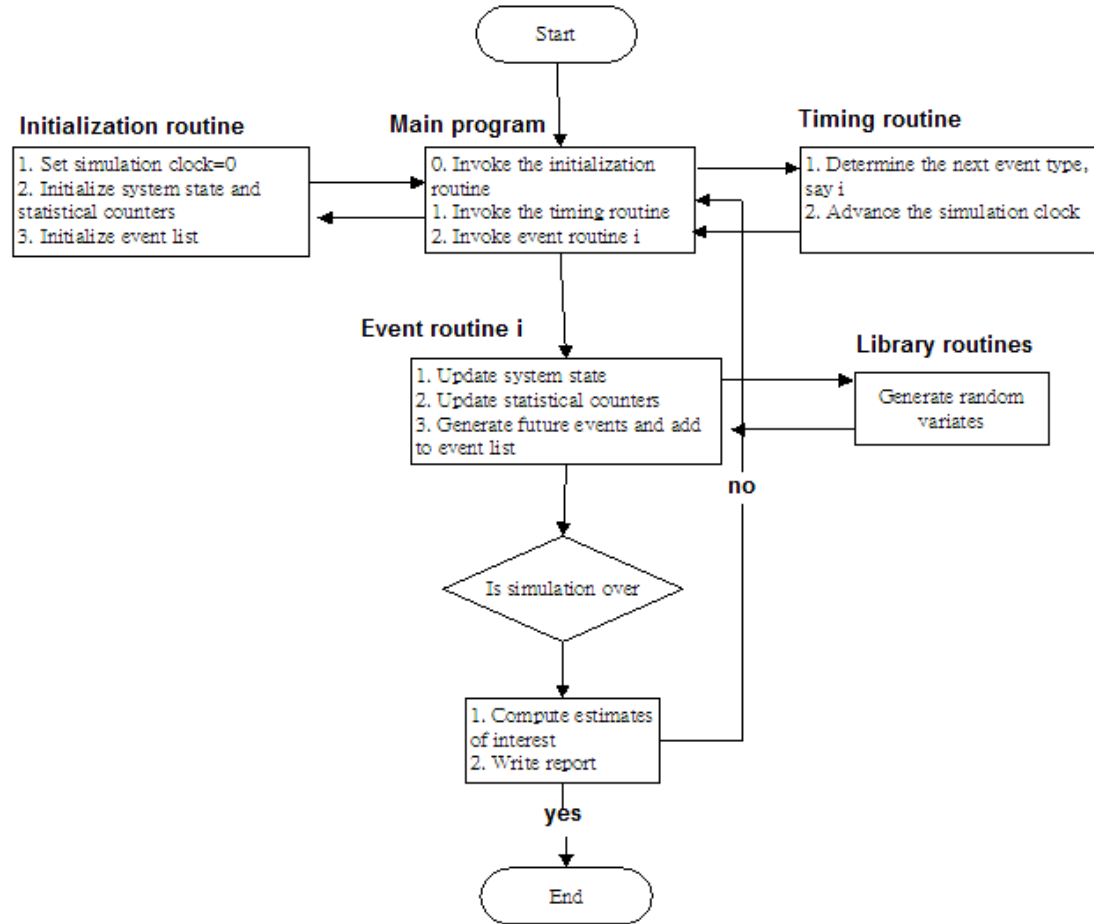 Start
Initialization routine
1. Set simulation clock=0
2. Initialize system state and
statistical counters
3. Initialize event list
Main program
0. Invoke the initialization
routine
1. Invoke the timing routine
2. Invoke event routine i
Timing routine
1. Determine the next event type,
say i
2. Advance the simulation clock
Event routine i
1. Update system state
2. Update statistical counters
3. Generate future events and add
to event list
Library routines
Generate random
variates
no
Is simulation over
1. Compute estimates
of interest
2. Write report
yes
End